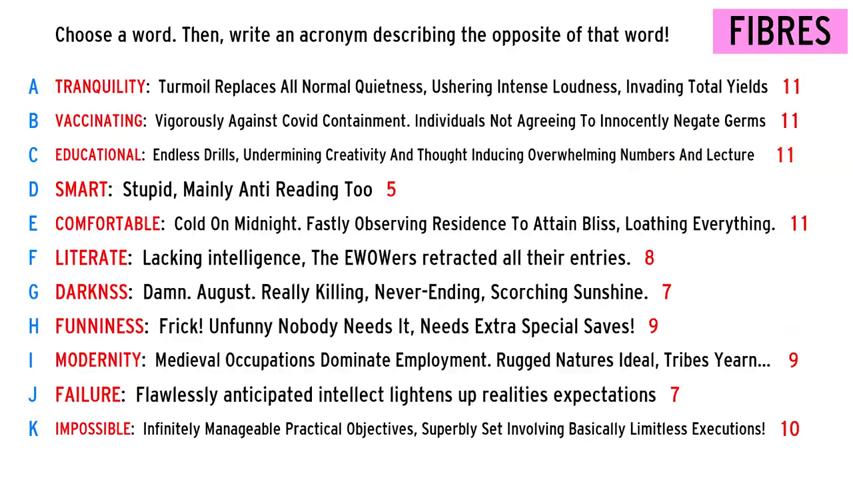 Choose a word. Then, write an acronym describing the opposite of that word!
FIBRES
A TRANQUILITY: Turmoil Replaces All Normal Quietness, Ushering Intense Loudness, Invading Total Yields 11
B VACCINATING: Vigorously Against Covid Containment. Individuals Not Agreeing To Innocently Negate Germs 11
C EDUCATIONAL: Endless Drills, Undermining Creativity And Thought Inducing Overwhelming Numbers And Lecture 11
D SMART: Stupid, Mainly Anti Reading Too 5
E COMFORTABLE: Cold On Midnight. Fastly Observing Residence To Attain Bliss, Loathing Everything. 11
F LITERATE: Lacking intelligence, The EWOWers retracted all their entries. 8
G DARKNSS: Damn. August. Really Killing, Never-Ending, Scorching Sunshine. 7
H FUNNINESS: Frick! Unfunny Nobody Needs It, Needs Extra Special Saves! 9
I MODERNITY: Medieval Occupations Dominate Employment. Rugged Natures Ideal, Tribes Yearn... 9
J FAILURE: Flawlessly anticipated intellect lightens up realities expectations 7
K IMPOSSIBLE: Infinitely Manageable Practical Objectives, Superbly Set Involving Basically Limitless Executions! 10